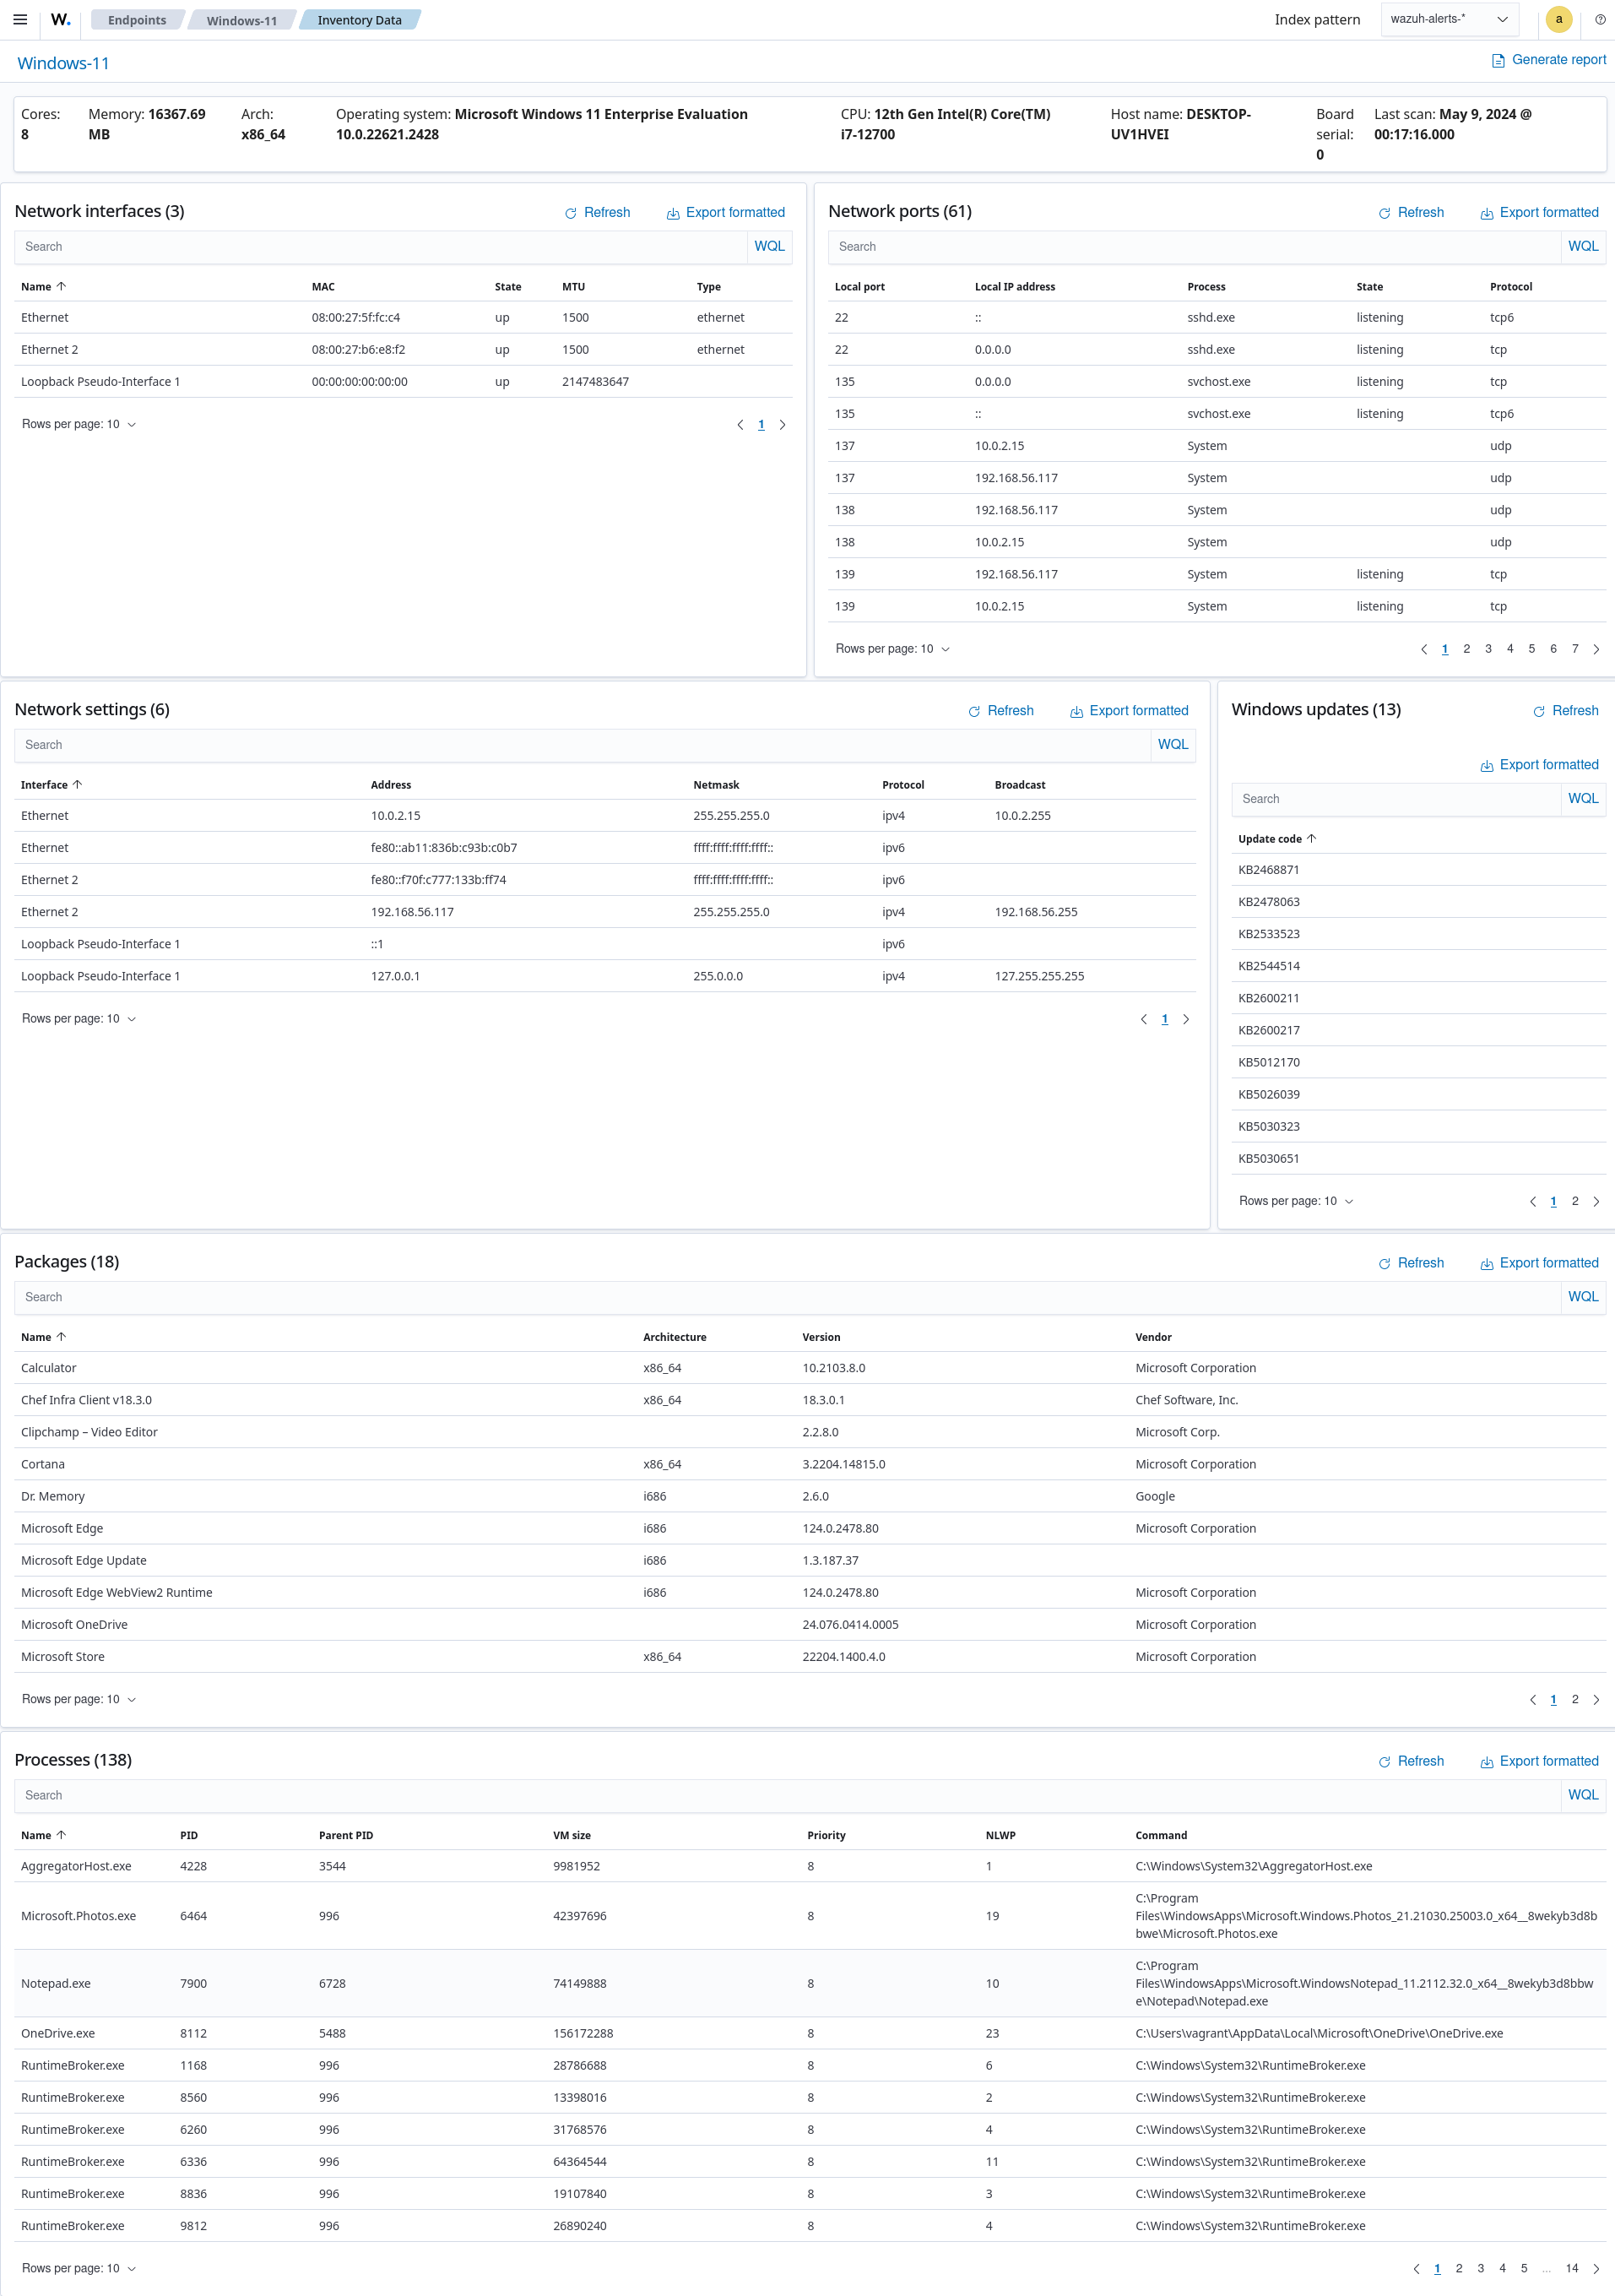 W.
Endpoints
Windows-11
Inventory Data
Index pattern
wazuh-alerts-*
a
Windows-11
Generate report
Cores: 8
Memory: 16367.69 MB
Arch: x86_64
Operating system: Microsoft Windows 11 Enterprise Evaluation 10.0.22621.2428
CPU: 12th Gen Intel(R) Core(TM) i7-12700
Host name: DESKTOP-UV1HVEI
Board serial: 0
Last scan: May 9, 2024 @ 00:17:16.000
Network interfaces (3)
Refresh
Export formatted
Search
WQL
Name MAC State MTU Type
Ethernet 08:00:27:5f:fc:c4 up 1500 ethernet
Ethernet 2 08:00:27:b6:e8:f2 up 1500 ethernet
Loopback Pseudo-Interface 1 00:00:00:00:00:00 up 2147483647
Rows per page: 10
1
Network ports (61)
Refresh
Export formatted
Search
WQL
Local port Local IP address Process State Protocol
22 :: sshd.exe listening tcp6
22 0.0.0.0 sshd.exe listening tcp
135 0.0.0.0 svchost.exe listening tcp
135 :: svchost.exe listening tcp6
137 10.0.2.15 System udp
137 192.168.56.117 System udp
138 192.168.56.117 System udp
138 10.0.2.15 System udp
139 192.168.56.117 System listening tcp
139 10.0.2.15 System listening tcp
Rows per page: 10
1 2 3 4 5 6 7
Network settings (6)
Refresh
Export formatted
Search
WQL
Interface Address Netmask Protocol Broadcast
Ethernet 10.0.2.15 255.255.255.0 ipv4 10.0.2.255
Ethernet fe80::ab11:836b:c93b:c0b7 ffff:ffff:ffff:ffff:: ipv6
Ethernet 2 fe80::f70f:c777:133b:ff74 ffff:ffff:ffff:ffff:: ipv6
Ethernet 2 192.168.56.117 255.255.255.0 ipv4 192.168.56.255
Loopback Pseudo-Interface 1 ::1 ipv6
Loopback Pseudo-Interface 1 127.0.0.1 255.0.0.0 ipv4 127.255.255.255
Rows per page: 10
1
Windows updates (13)
Refresh
Export formatted
Search
WQL
Update code
KB2468871
KB2478063
KB2533523
KB2544514
KB2600211
KB2600217
KB5012170
KB5026039
KB5030323
KB5030651
Rows per page: 10
1 2
Packages (18)
Refresh
Export formatted
Search
WQL
Name Architecture Version Vendor
Calculator x86_64 10.2103.8.0 Microsoft Corporation
Chef Infra Client v18.3.0 x86_64 18.3.0.1 Chef Software, Inc.
Clipchamp – Video Editor 2.2.8.0 Microsoft Corp.
Cortana x86_64 3.2204.14815.0 Microsoft Corporation
Dr. Memory i686 2.6.0 Google
Microsoft Edge i686 124.0.2478.80 Microsoft Corporation
Microsoft Edge Update i686 1.3.187.37
Microsoft Edge WebView2 Runtime i686 124.0.2478.80 Microsoft Corporation
Microsoft OneDrive 24.076.0414.0005 Microsoft Corporation
Microsoft Store x86_64 22204.1400.4.0 Microsoft Corporation
Rows per page: 10
1 2
Processes (138)
Refresh
Export formatted
Search
WQL
Name PID Parent PID VM size Priority NLWP Command
AggregatorHost.exe 4228 3544 9981952 8 1 C:\Windows\System32\AggregatorHost.exe
Microsoft.Photos.exe 6464 996 42397696 8 19 C:\Program
Files\WindowsApps\Microsoft.Windows.Photos_21.21030.25003.0_x64__8wekyb3d8b
bwe\Microsoft.Photos.exe
Notepad.exe 7900 6728 74149888 8 10 C:\Program
Files\WindowsApps\Microsoft.WindowsNotepad_11.2112.32.0_x64__8wekyb3d8bbw
e\Notepad\Notepad.exe
OneDrive.exe 8112 5488 156172288 8 23 C:\Users\vagrant\AppData\Local\Microsoft\OneDrive\OneDrive.exe
RuntimeBroker.exe 1168 996 28786688 8 6 C:\Windows\System32\RuntimeBroker.exe
RuntimeBroker.exe 8560 996 13398016 8 2 C:\Windows\System32\RuntimeBroker.exe
RuntimeBroker.exe 6260 996 31768576 8 4 C:\Windows\System32\RuntimeBroker.exe
RuntimeBroker.exe 6336 996 64364544 8 11 C:\Windows\System32\RuntimeBroker.exe
RuntimeBroker.exe 8836 996 19107840 8 3 C:\Windows\System32\RuntimeBroker.exe
RuntimeBroker.exe 9812 996 26890240 8 4 C:\Windows\System32\RuntimeBroker.exe
Rows per page: 10
1 2 3 4 5 ... 14